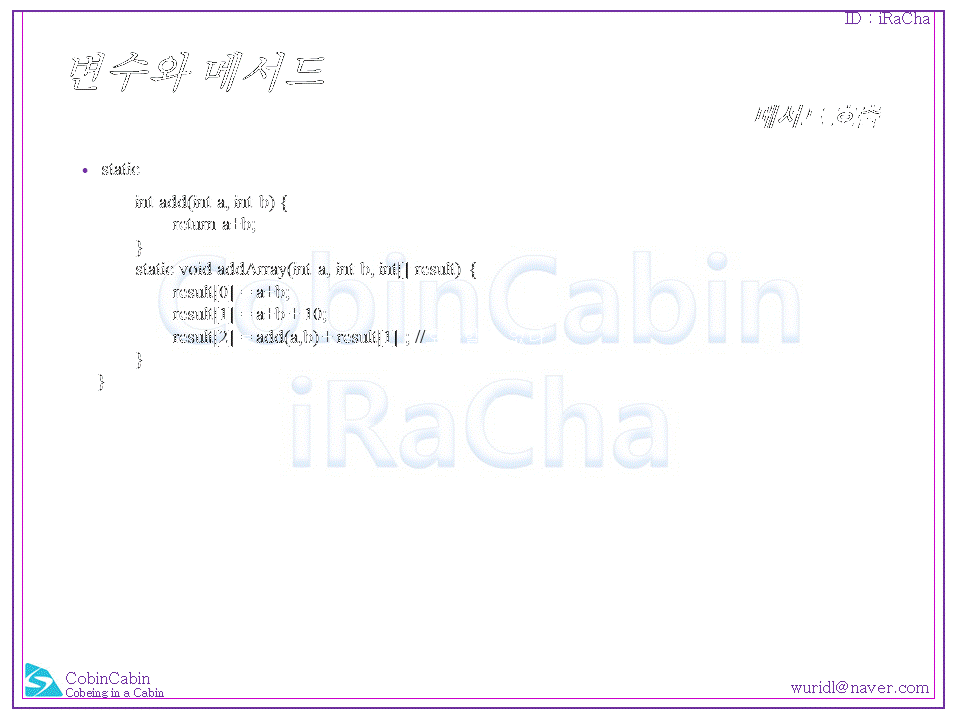 ID : iRaCha
변수와 메서드
메서드 호출
• static
int add(int a, int b) {
return a+b;
}
static void addArray(int a, int b, int[] result) {
result[0] = a+b;
result[1] = a+b + 10;
result[2] = add(a,b) + result[1] ; //
}
}
CobinCabin
iRaCha
CobinCabin
Cobeing in a Cabin
wuridl@naver.com